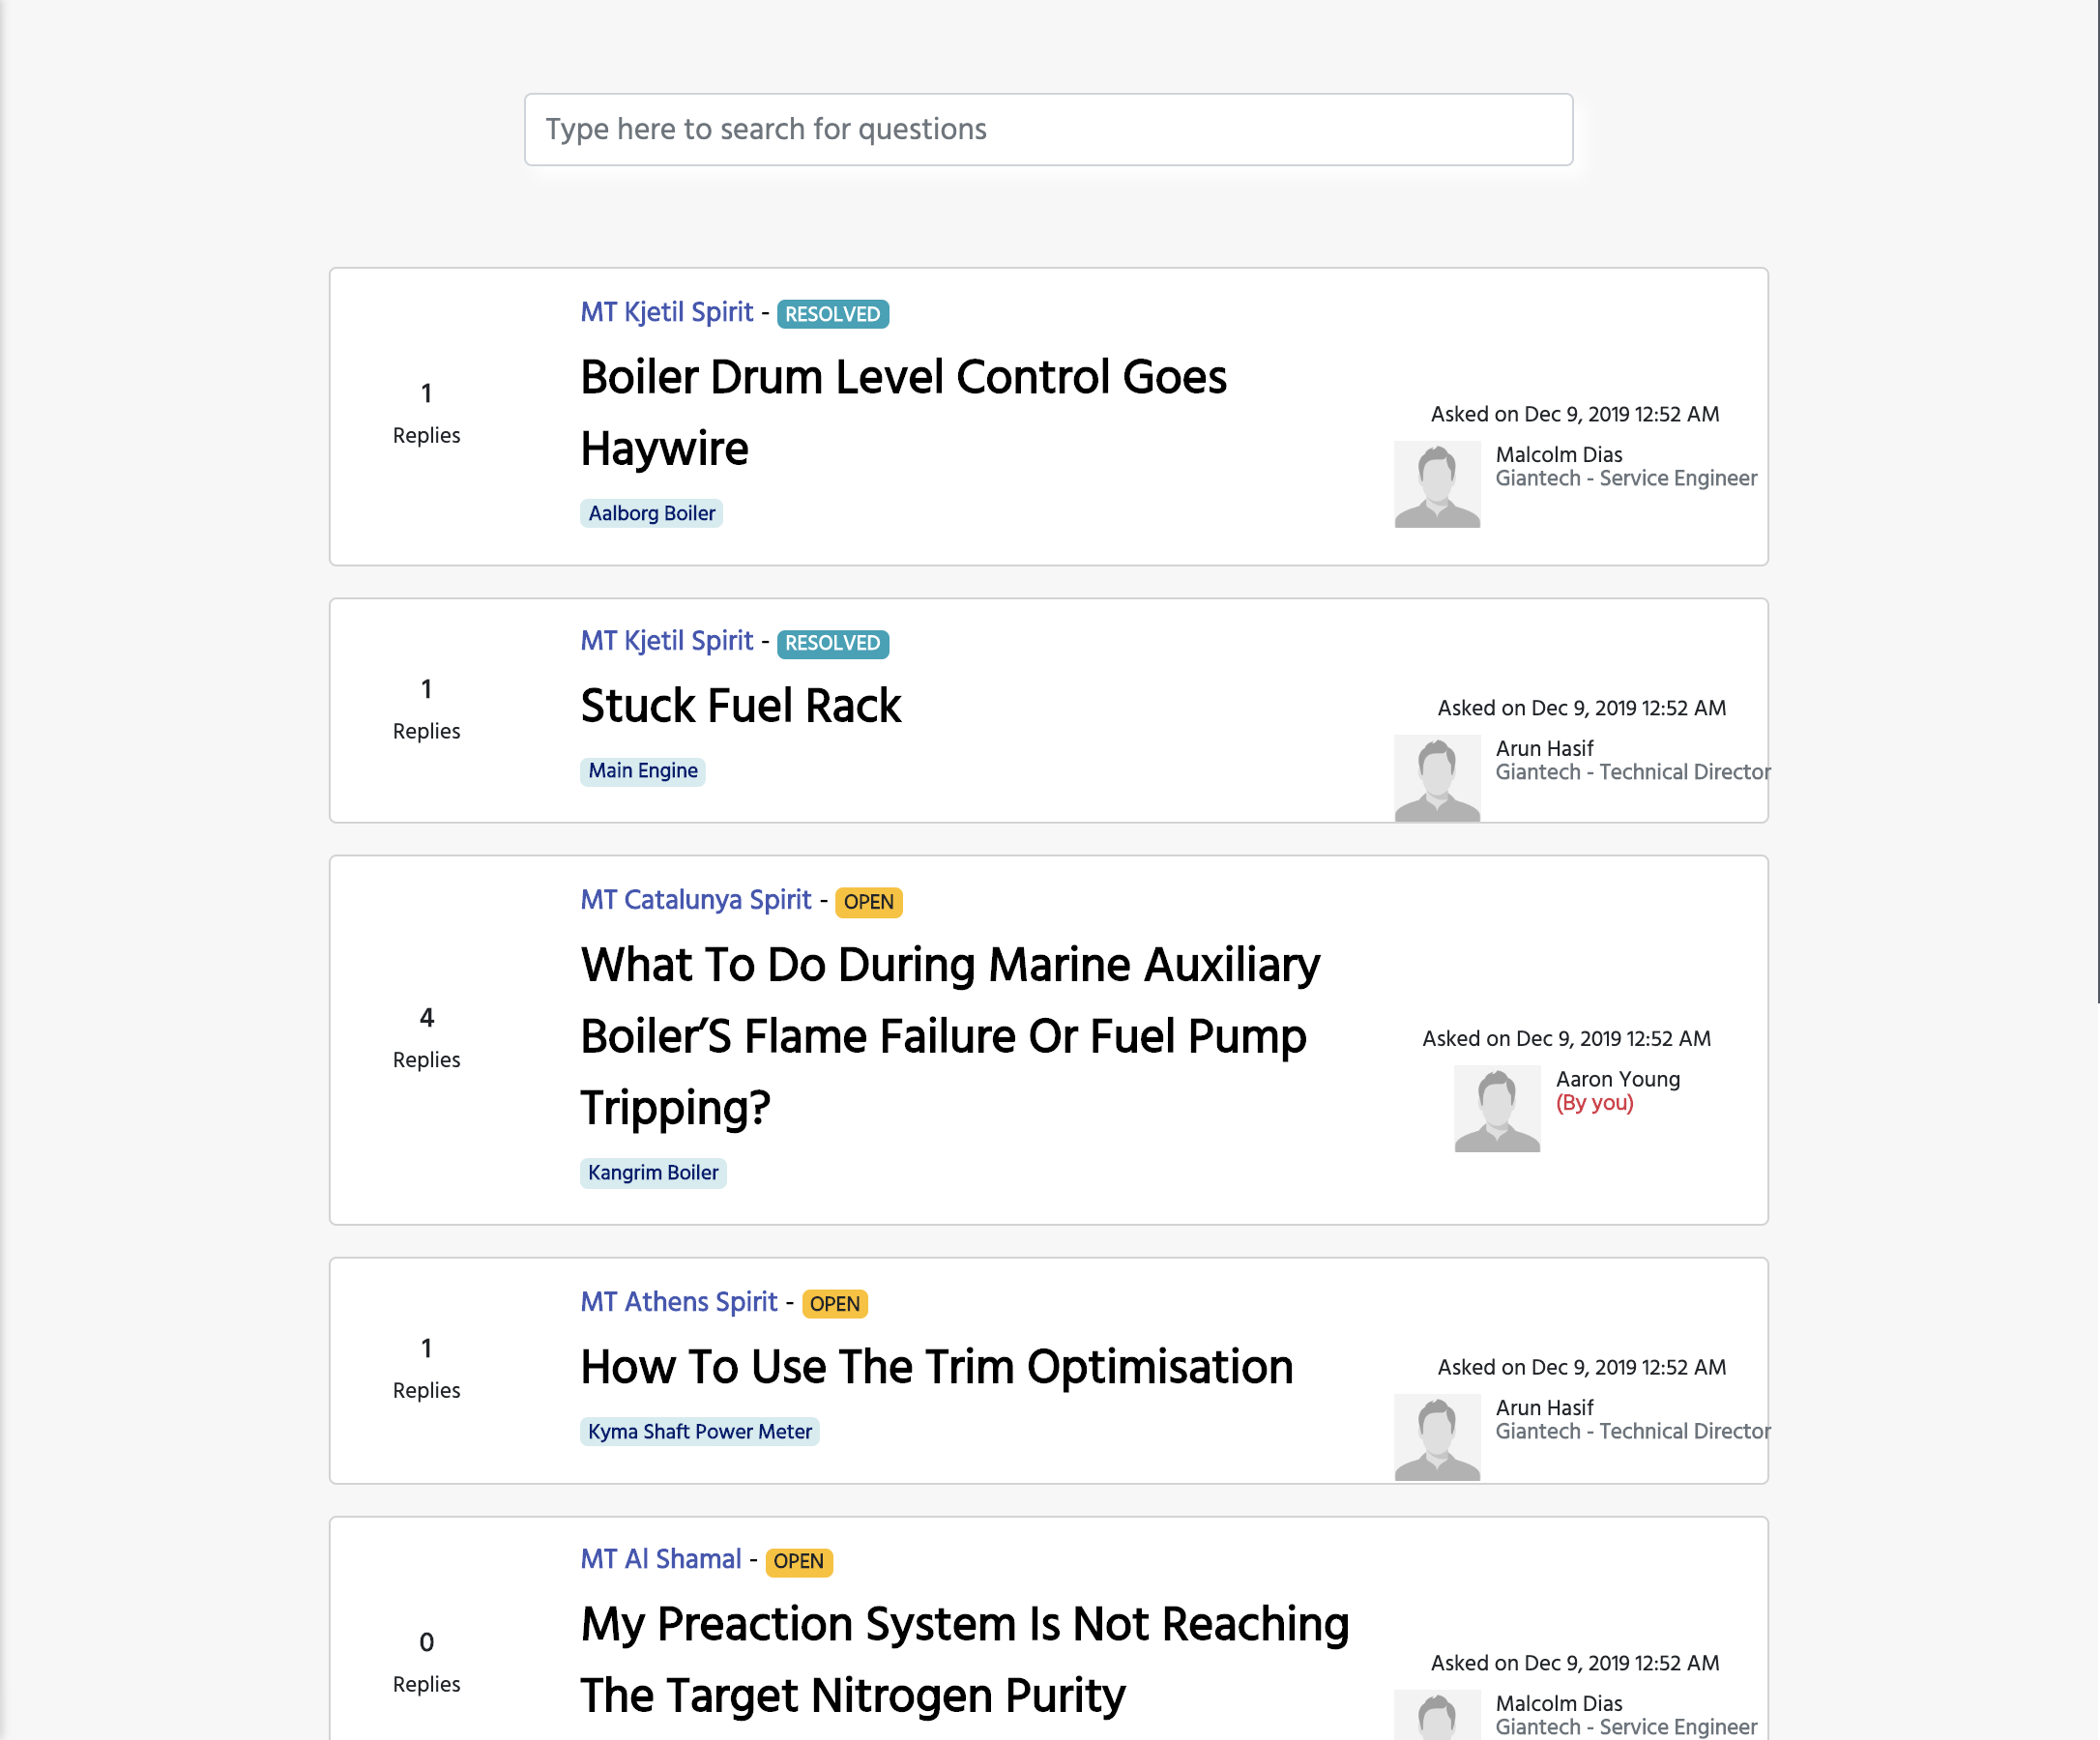 Type here to search for questions
MT Kjetil Spirit - RESOLVED
Boiler Drum Level Control Goes
Haywire
Aalborg Boiler
1
Replies
Asked on Dec 9, 2019 12:52 AM
Malcolm Dias
Giantech - Service Engineer
MT Kjetil Spirit - RESOLVED
Stuck Fuel Rack
Main Engine
1
Replies
Asked on Dec 9, 2019 12:52 AM
Arun Hasif
Giantech - Technical Director
MT Catalunya Spirit - OPEN
What To Do During Marine Auxiliary
Boiler’S Flame Failure Or Fuel Pump
Tripping?
Kangrim Boiler
4
Replies
Asked on Dec 9, 2019 12:52 AM
Aaron Young
(By you)
MT Athens Spirit - OPEN
How To Use The Trim Optimisation
Kyma Shaft Power Meter
1
Replies
Asked on Dec 9, 2019 12:52 AM
Arun Hasif
Giantech - Technical Director
MT Al Shamal - OPEN
My Preaction System Is Not Reaching
The Target Nitrogen Purity
0
Replies
Asked on Dec 9, 2019 12:52 AM
Malcolm Dias
Giantech - Service Engineer